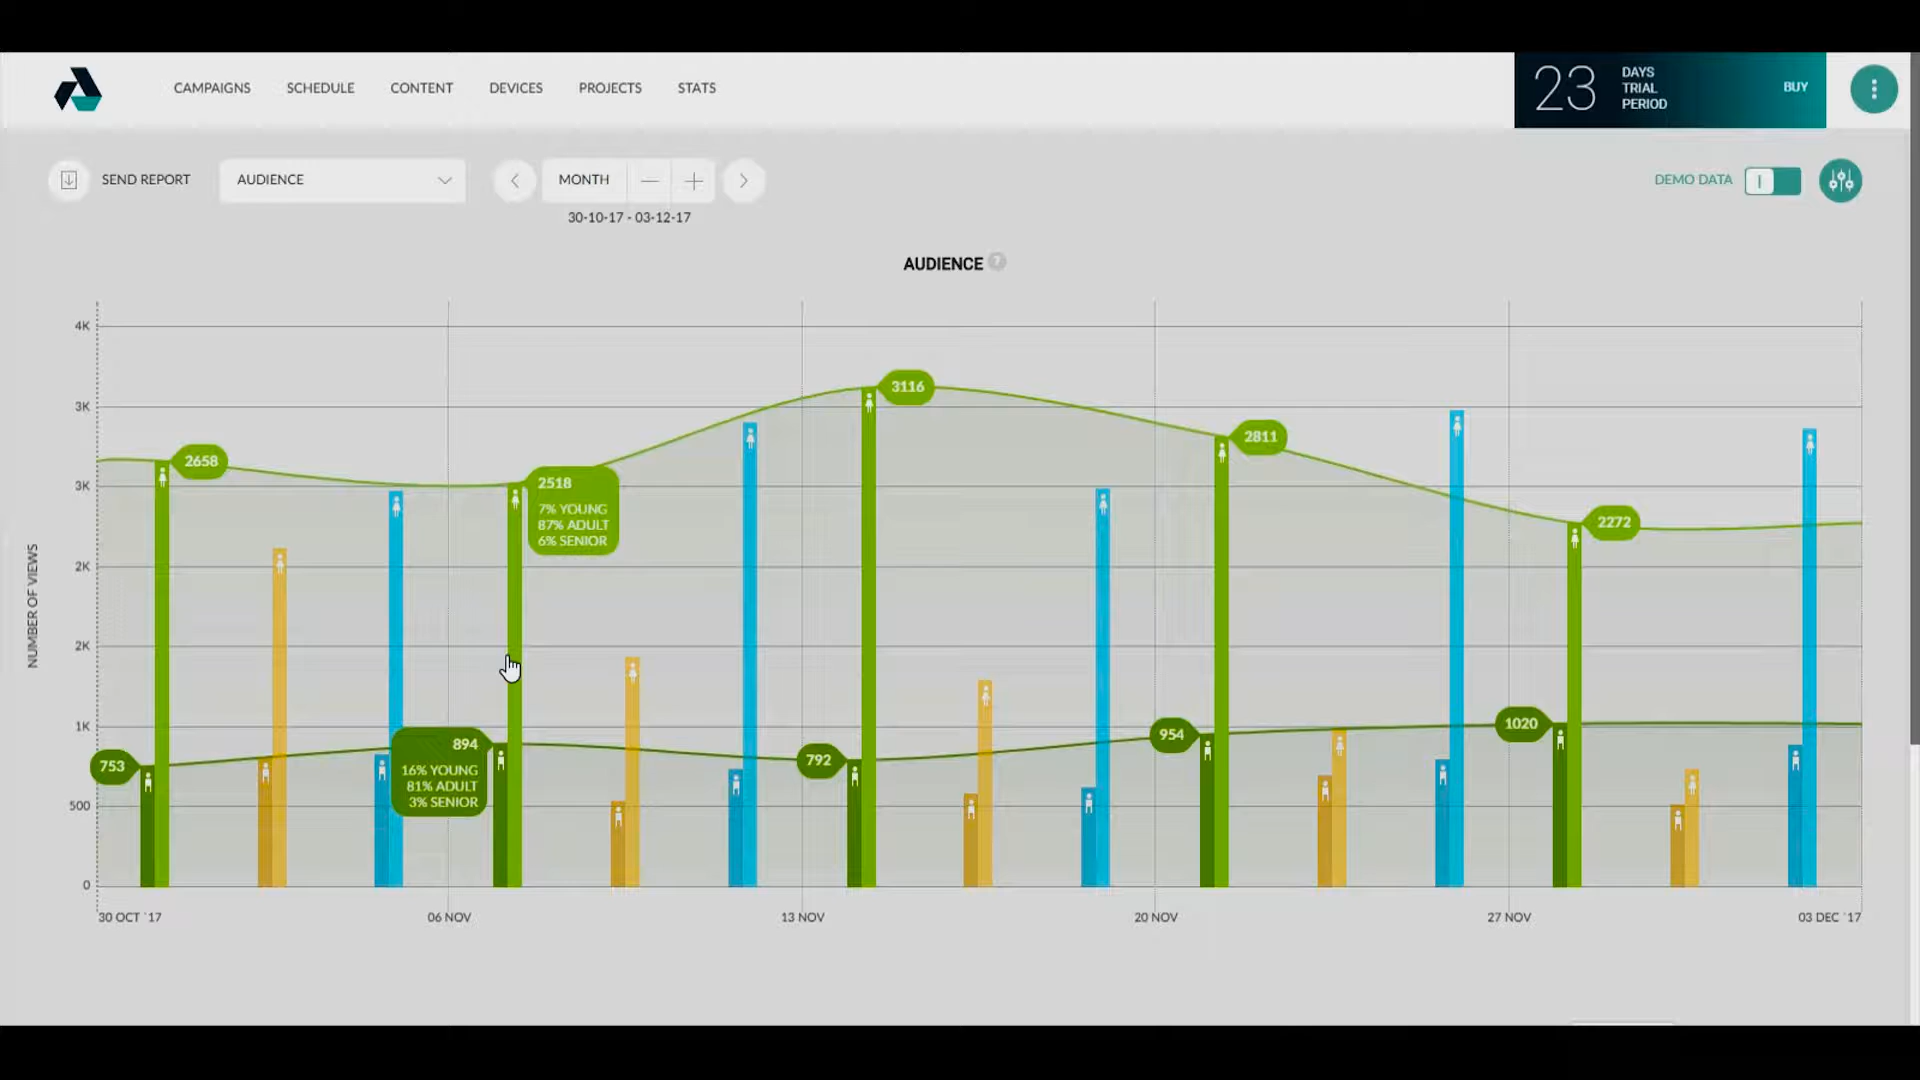 CAMPAIGNS SCHEDULE CONTENT DEVICES PROJECTS STATS
23
DAYS
TRIAL
PERIOD
BUY
SEND REPORT AUDIENCE MONTH DEMO DATA
30-10-17 - 03-12-17
AUDIENCE ?
NUMBER OF VIEWS
4K
3K
3K
2K
2K
1K
500
0
2658
2518
7% YOUNG
87% ADULT
6% SENIOR
3116
2811
2272
753
894
16% YOUNG
81% ADULT
3% SENIOR
792
954
1020
30 OCT '17 06 NOV 13 NOV 20 NOV 27 NOV 03 DEC '17